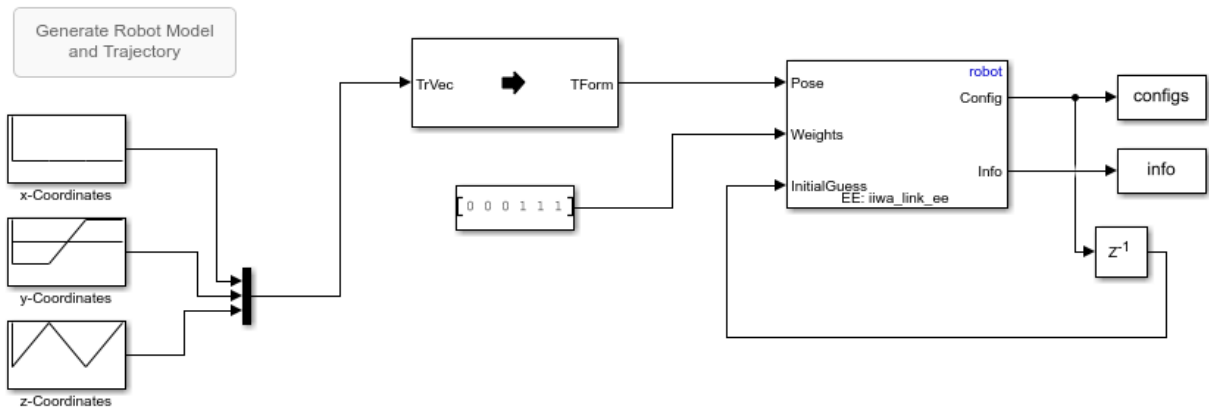 Generate Robot Model
and Trajectory
TrVec
TForm
robot
Pose
Config
configs
Weights
Info
info
InitialGuess
EE: iiwa_link_ee
x-Coordinates
[0 0 0 1 1 1]
y-Coordinates
z-1
z-Coordinates